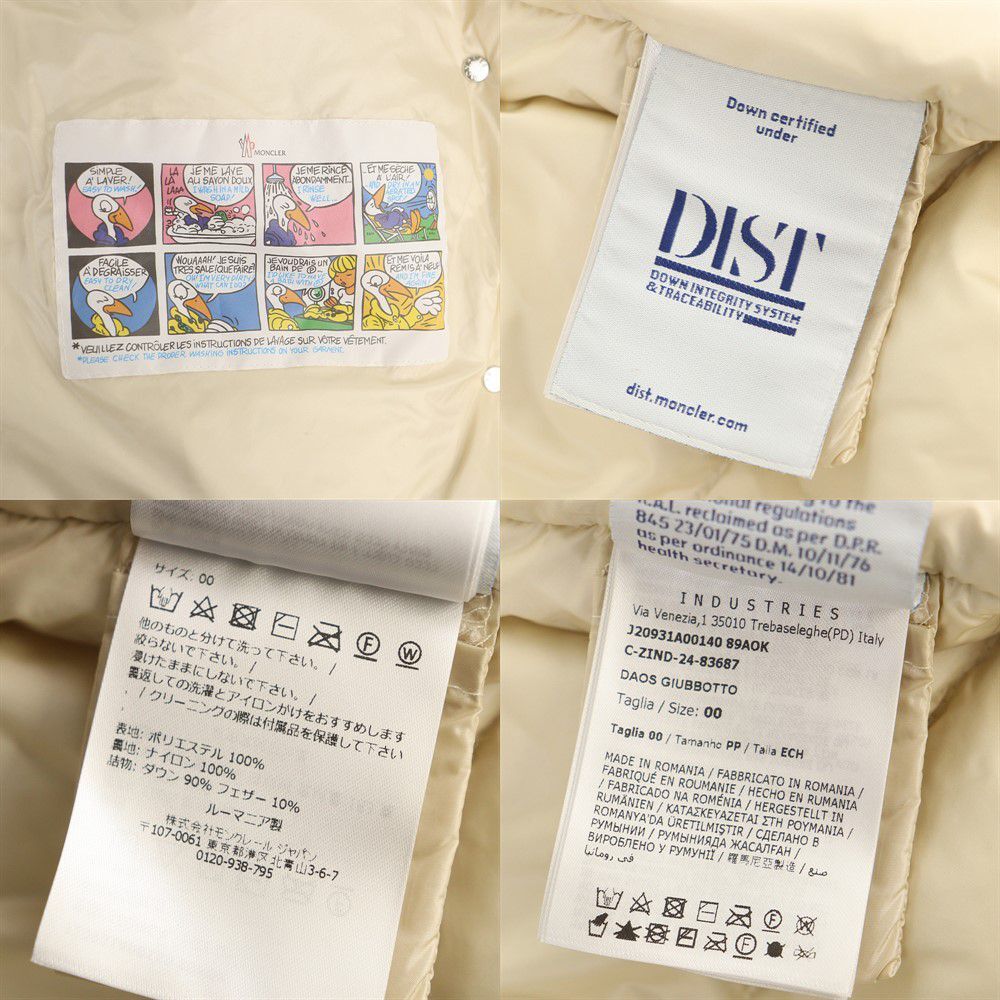 MONCLER
SIMPLE
À LAVER!
EASY TO WASH!
LA
LA
LAAA
JE ME LAVE
AU SAVON DOUX
I WASH IN A MILD
SOAP!
JE ME RINCE
ABONDAMMENT...
I RINSE
WELL...
...ET ME SÈCHE
À L'AIR!
AND DRY IN AN
AERATED
SPOT!
FACILE
À DÉGRAISSER
EASY TO DRY
CLEAN!
WOUAAAH! JE SUIS
TRÈS SALE! QUE FAIRE?
OH! I'M VERY DIRTY
WHAT CAN I DO?
JE VOUDRAIS UN
BAIN DE Ⓟ...
I'D LIKE TO HAVE
A BATH WITH Ⓟ!
ET ME VOILÀ
REMIS À NEUF
AND I'M FINE
AGAIN!
*VEUILLEZ CONTRÔLER LES INSTRUCTIONS DE LAVAGE SUR VOTRE VÊTEMENT.
*PLEASE CHECK THE PROPER WASHING INSTRUCTIONS ON YOUR GARMENT.
Down certified
under
DIST
DOWN INTEGRITY SYSTEM
& TRACEABILITY
dist.moncler.com
サイズ: 00
他のものと分けて洗って下さい。/
絞らないで下さい。/
浸けたままにしないで下さい。/
裏返しての洗濯とアイロンがけをおすすめします
。/ クリーニングの際は付属品を保護して下さい
表地: ポリエステル 100%
裏地: ナイロン 100%
詰物: ダウン 90% フェザー 10%
ルーマニア製
株式会社モンクレール ジャパン
〒107-0061 東京都港区北青山3-6-7
0120-938-795
regulations
R.A.L. reclaimed as per D.P.R.
845 23/01/75 D.M. 10/11/76
as per ordinance 14/10/81
health secretary.
INDUSTRIES
Via Venezia,1 35010 Trebaseleghe(PD) Italy
J20931A00140 89AOK
C-ZIND-24-83687
DAOS GIUBBOTTO
Taglia / Size: 00
Taglia 00 / Tamanho PP / Talla ECH
MADE IN ROMANIA / FABBRICATO IN ROMANIA /
FABRIQUÉ EN ROUMANIE / HECHO EN RUMANIA
/ FABRICADO NA ROMÉNIA / HERGESTELLT IN
RUMÄNIEN / ΚΑΤΑΣΚΕΥΑΖΕΤΑΙ ΣΤΗ ΡΟΥΜΑΝΙΑ /
ROMANYA'DA ÜRETILMIŞTIR / СДЕЛАНО В
РУМЫНИИ / РУМЫНИЯДА ЖАСАЛҒАН /
ВИРОБЛЕНО У РУМУНІЇ / 羅馬尼亞製造 / صنع
في رومانيا